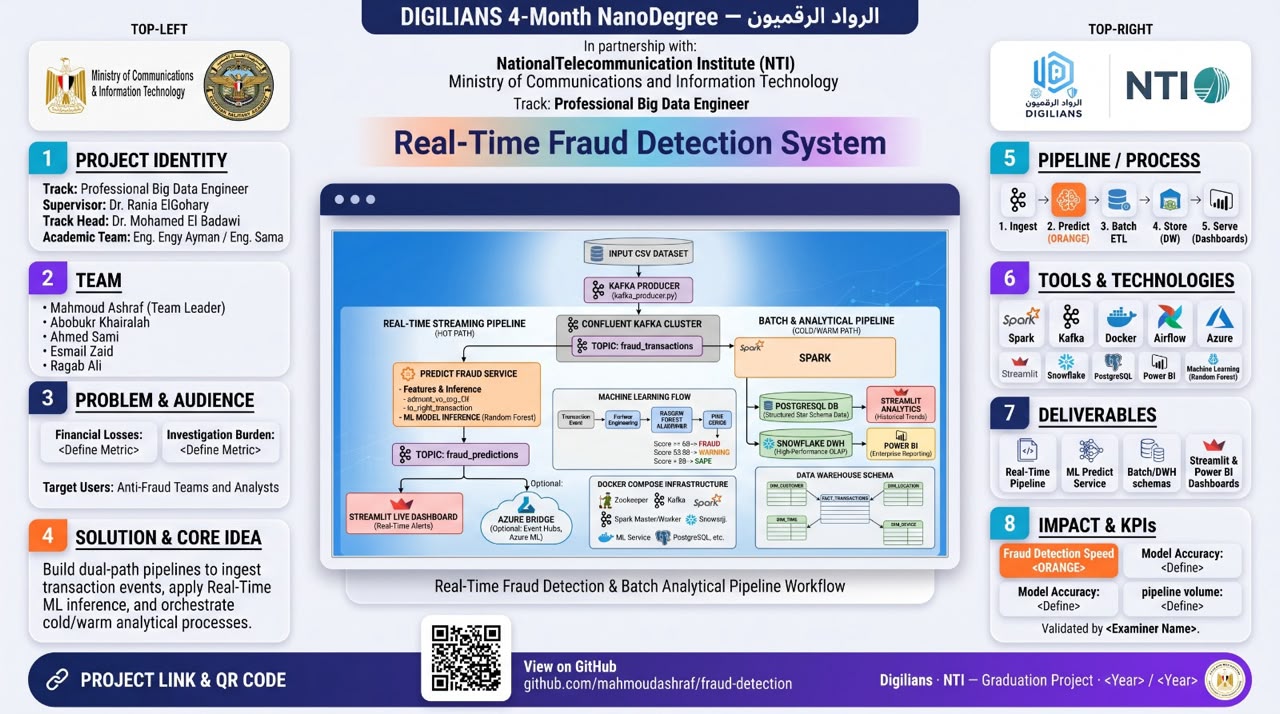 DIGILIANS 4-Month NanoDegree — الرواد الرقميون
In partnership with:
NationalTelecommunication Institute (NTI)
Ministry of Communications and Information Technology
Track: Professional Big Data Engineer
Real-Time Fraud Detection System
TOP-LEFT
Ministry of Communications
& Information Technology
TOP-RIGHT
الرواد الرقميون
DIGILIANS
NTI
1 PROJECT IDENTITY
Track: Professional Big Data Engineer
Supervisor: Dr. Rania ElGohary
Track Head: Dr. Mohamed El Badawi
Academic Team: Eng. Engy Ayman / Eng. Sama
2 TEAM
• Mahmoud Ashraf (Team Leader)
• Abobukr Khairalah
• Ahmed Sami
• Esmail Zaid
• Ragab Ali
3 PROBLEM & AUDIENCE
Financial Losses:
<Define Metric>
Investigation Burden:
<Define Metric>
Target Users: Anti-Fraud Teams and Analysts
4 SOLUTION & CORE IDEA
Build dual-path pipelines to ingest
transaction events, apply Real-Time
ML inference, and orchestrate
cold/warm analytical processes.
INPUT CSV DATASET
KAFKA PRODUCER
(kafka_producer.py)
CONFLUENT KAFKA CLUSTER
TOPIC: fraud_transactions
REAL-TIME STREAMING PIPELINE
(HOT PATH)
PREDICT FRAUD SERVICE
- Features & Inference
- io_right_transaction
- ML MODEL INFERENCE (Random Forest)
TOPIC: fraud_predictions
STREAMLIT LIVE DASHBOARD
(Real-Time Alerts)
Optional:
AZURE BRIDGE
(Optional: Event Hubs,
Azure ML)
BATCH & ANALYTICAL PIPELINE
(COLD/WARM PATH)
Spark
SPARK
POSTGRESQL DB
(Structured Star Schema Data)
SNOWFLAKE DWH
(High-Performance OLAP)
STREAMLIT
ANALYTICS
(Historical Trends)
POWER BI
(Enterprise Reporting)
MACHINE LEARNING FLOW
Transaction
Event
Engineering
FRAUD
WARNING
SAPE
DOCKER COMPOSE INFRASTRUCTURE
Zookeeper
Kafka
Spark
Spark Master/Worker
ML Service
PostgreSQL, etc.
DATA WAREHOUSE SCHEMA
DIM_CUSTOMER
DIM_LOCATION
FACT_TRANSACTIONS
DIM_TIME
DIM_DEVICE
Real-Time Fraud Detection & Batch Analytical Pipeline Workflow
5 PIPELINE / PROCESS
1. Ingest
2. Predict
(ORANGE)
3. Batch
ETL
4. Store
(DW)
5. Serve
(Dashboards)
6 TOOLS & TECHNOLOGIES
Spark
Spark
Kafka
Docker
Airflow
Azure
Streamlit
Snowflake
PostgreSQL
Power BI
Machine Learning
(Random Forest)
7 DELIVERABLES
Real-Time
Pipeline
ML Predict
Service
Batch/DWH
schemas
Streamlit &
Power BI
Dashboards
8 IMPACT & KPIs
Fraud Detection Speed
<ORANGE>
Model Accuracy:
<Define>
Model Accuracy:
<Define>
pipeline volume:
<Define>
Validated by <Examiner Name>.
PROJECT LINK & QR CODE
View on GitHub
github.com/mahmoudashraf/fraud-detection
Digilians · NTI — Graduation Project · <Year> / <Year>